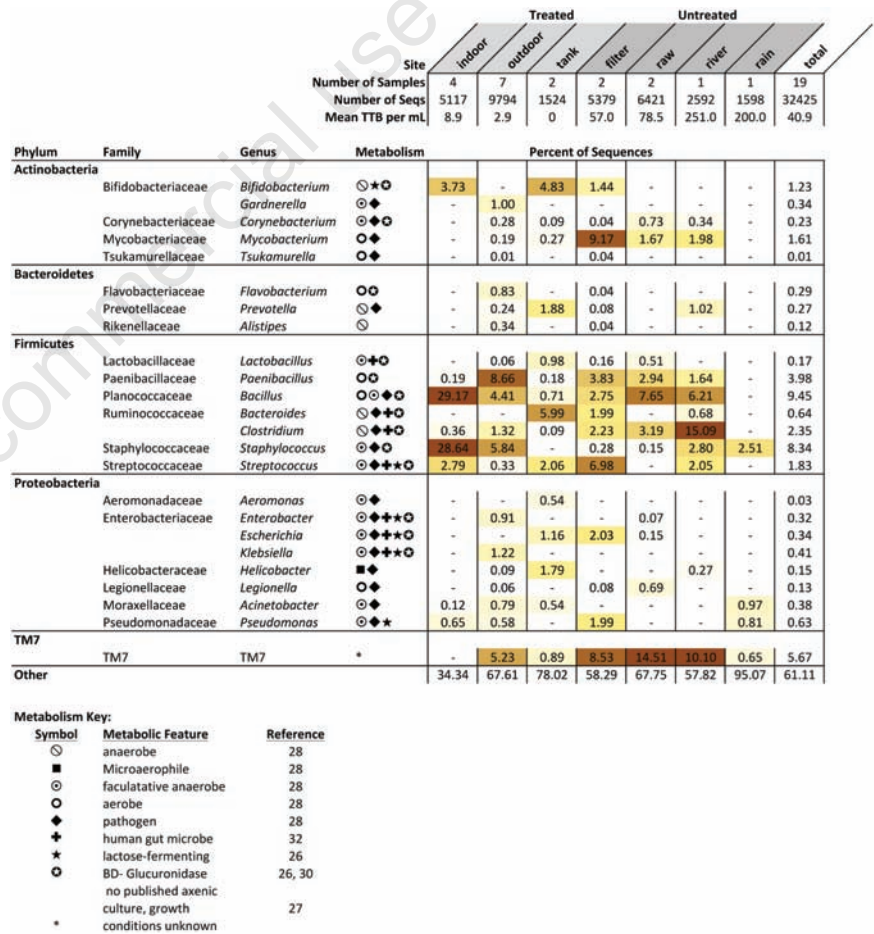 commercial use
Treated Untreated
Site indoor outdoor tank filter raw river rain total
Number of Samples 4 7 2 2 2 1 1 19
Number of Seqs 5117 9794 1524 5379 6421 2592 1598 32425
Mean TTB per mL 8.9 2.9 0 57.0 78.5 251.0 200.0 40.9
Phylum Family Genus Metabolism Percent of Sequences
Actinobacteria
Bifidobacteriaceae Bifidobacterium ⦸★✪ 3.73 - 4.83 1.44 - - - 1.23
Gardnerella ⊙◆ - 1.00 - - - - - 0.34
Corynebacteriaceae Corynebacterium ⊙◆✪ - 0.28 0.09 0.04 0.73 0.34 - 0.23
Mycobacteriaceae Mycobacterium O◆ - 0.19 0.27 9.17 1.67 1.98 - 1.61
Tsukamurellaceae Tsukamurella O◆ - 0.01 - 0.04 - - - 0.01
Bacteroidetes
Flavobacteriaceae Flavobacterium O✪ - 0.83 - 0.04 - - - 0.29
Prevotellaceae Prevatella ⦸◆ - 0.24 1.88 0.08 - 1.02 - 0.27
Rikenellaceae Alistipes ⦸ - 0.34 - 0.04 - - - 0.12
Firmicutes
Lactobacillaceae Lactobacillus ⊙✚✪ - 0.06 0.98 0.16 0.51 - - 0.17
Paenibacillaceae Paenibacillus O✪ 0.19 8.66 0.18 3.83 2.94 1.64 - 3.98
Planococcaceae Bacillus O⊙◆✪ 29.17 4.41 0.71 2.75 7.65 6.21 - 9.45
Ruminococcaceae Bacteroides ⦸◆✚✪ - - 5.99 1.99 - 0.68 - 0.64
Clostridium ⦸◆✚✪ 0.36 1.32 0.09 2.23 3.19 15.09 - 2.35
Staphylococcaceae Staphylococcus ⊙◆✪ 28.64 5.84 - 0.28 0.15 2.80 2.51 8.34
Streptococcaceae Streptococcus ⊙◆✚★✪ 2.79 0.33 2.06 6.98 - 2.05 - 1.83
Proteobacteria
Aeromonadaceae Aeromonas ⊙◆ - - 0.54 - - - - 0.03
Enterobacteriaceae Enterobacter ⊙◆✚★✪ - 0.91 - - 0.07 - - 0.32
Escherichia ⊙◆✚★✪ - - 1.16 2.03 0.15 - - 0.34
Klebsiella ⊙◆✚★✪ - 1.22 - - - - - 0.41
Helicobacteraceae Helicobacter ■◆ - 0.09 1.79 - - 0.27 - 0.15
Legionellaceae Legionella O◆ - 0.06 - 0.08 0.69 - - 0.13
Moraxellaceae Acinetobacter ⊙◆ 0.12 0.79 0.54 - - - 0.97 0.38
Pseudomonadaceae Pseudomonas ⊙◆★ 0.65 0.58 - 1.99 - - 0.81 0.63
TM7
TM7 TM7 * - 5.23 0.89 8.53 14.51 10.10 0.65 5.67
Other 34.34 67.61 78.02 58.29 67.75 57.82 95.07 61.11
Metabolism Key:
Symbol Metabolic Feature Reference
⦸ anaerobe 28
■ Microaerophile 28
⊙ faculatative anaerobe 28
O aerobe 28
◆ pathogen 28
✚ human gut microbe 32
★ lactose-fermenting 26
✪ BD- Glucuronidase 26, 30
no published axenic
culture, growth 27
* conditions unknown